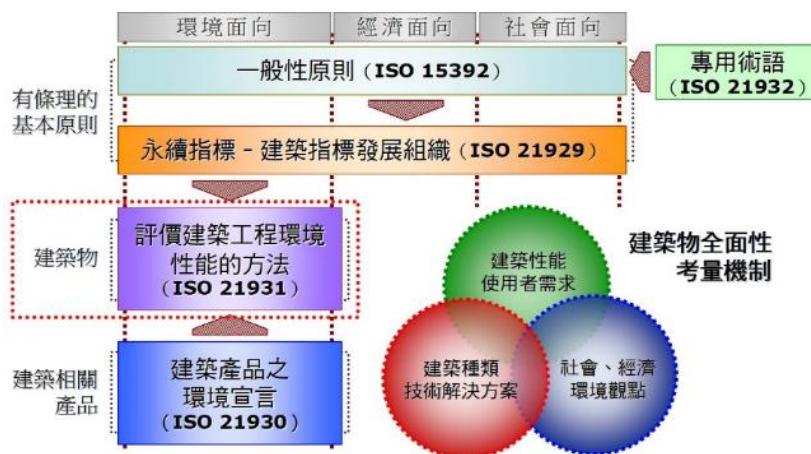 環境面向
經濟面向
社會面向
一般性原則 (ISO 15392)
專用術語
(ISO 21932)
有條理的
基本原則
永續指標 - 建築指標發展組織 (ISO 21929)
建築物
評價建築工程環境
性能的方法
(ISO 21931)
建築性能
使用者需求
建築物全面性
考量機制
建築相關
產品
建築產品之
環境宣言
(ISO 21930)
建築種類
技術解決方案
社會、經濟
環境觀點